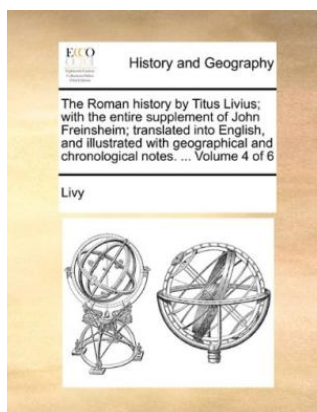 ECCO
History and Geography
The Roman history by Titus Livius;
with the entire supplement of John
Freinsheim; translated into English,
and illustrated with geographical and
chronological notes. ... Volume 4 of 6
Livy